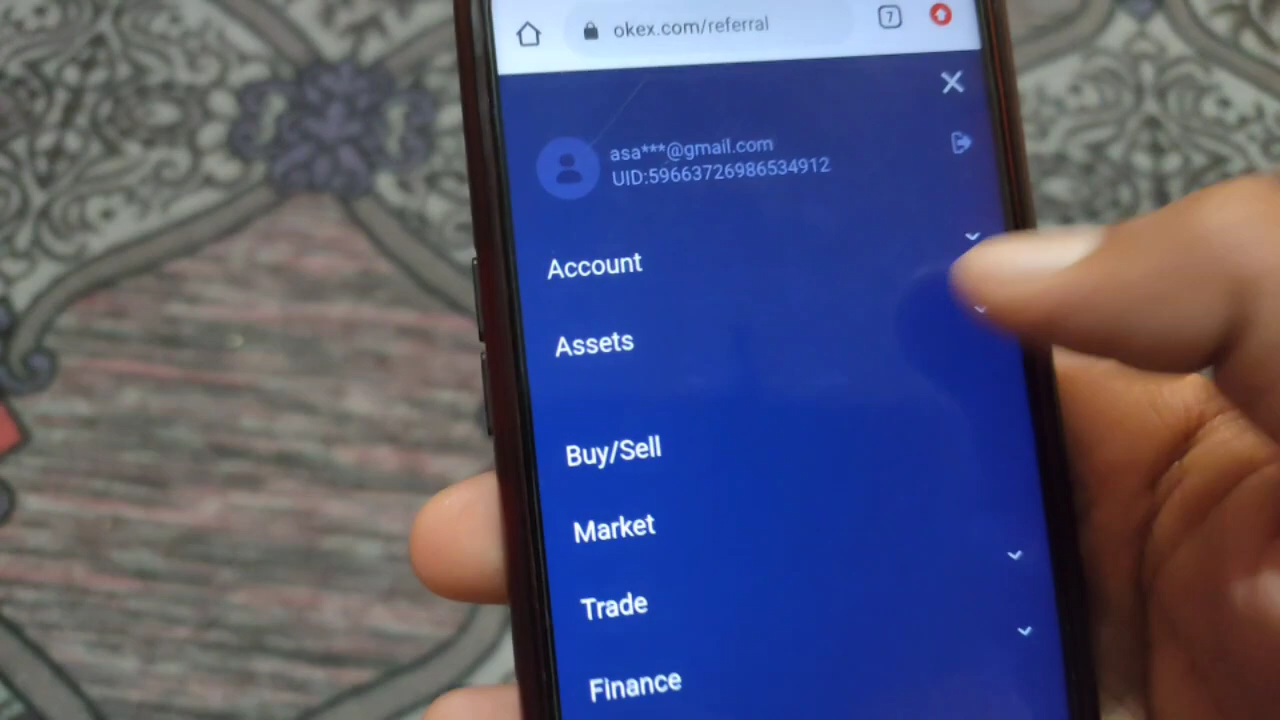 okex.com/referral
7
asa***@gmail.com
UID:59663726986534912
Account
Assets
Buy/Sell
Market
Trade
Finance